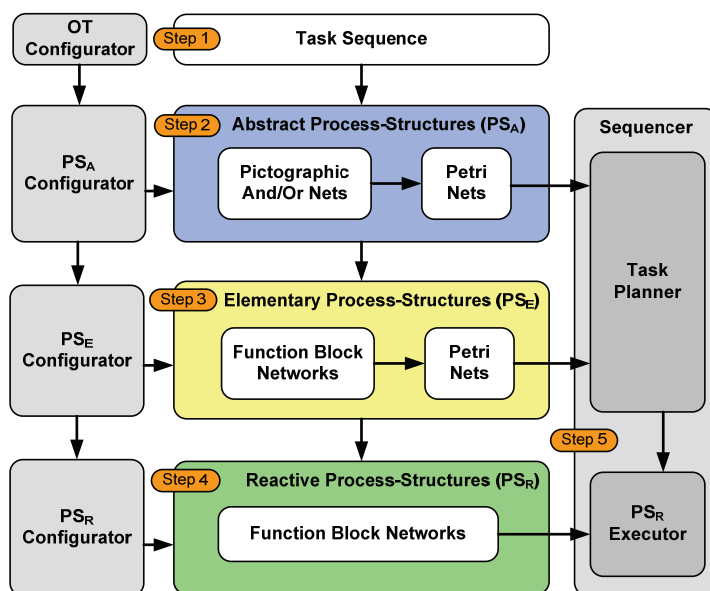 OT
Configurator
Step 1
Task Sequence
Step 2
Abstract Process-Structures (PSA)
Sequencer
PSA
Configurator
Pictographic
And/Or Nets
Petri
Nets
Task
Planner
Step 3
Elementary Process-Structures (PSE)
PSE
Configurator
Function Block
Networks
Petri
Nets
Step 5
Step 4
Reactive Process-Structures (PSR)
PSR
Configurator
Function Block Networks
PSR
Executor